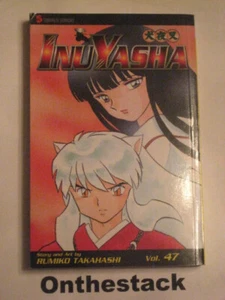 INUYASHA
犬夜叉
Story and Art by
RUMIKO TAKAHASHI
Vol. 47
Onthestack